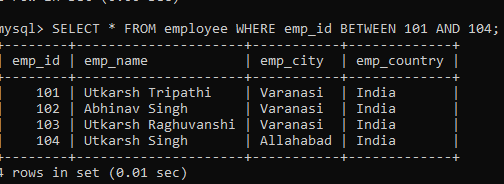 mysql> SELECT * FROM employee WHERE emp_id BETWEEN 101 AND 104;
+--------+--------------------+-----------+-------------+
| emp_id | emp_name           | emp_city  | emp_country |
+--------+--------------------+-----------+-------------+
|    101 | Utkarsh Tripathi   | Varanasi  | India       |
|    102 | Abhinav Singh      | Varanasi  | India       |
|    103 | Utkarsh Raghuvanshi | Varanasi  | India       |
|    104 | Utkarsh Singh      | Allahabad | India       |
+--------+--------------------+-----------+-------------+
4 rows in set (0.01 sec)